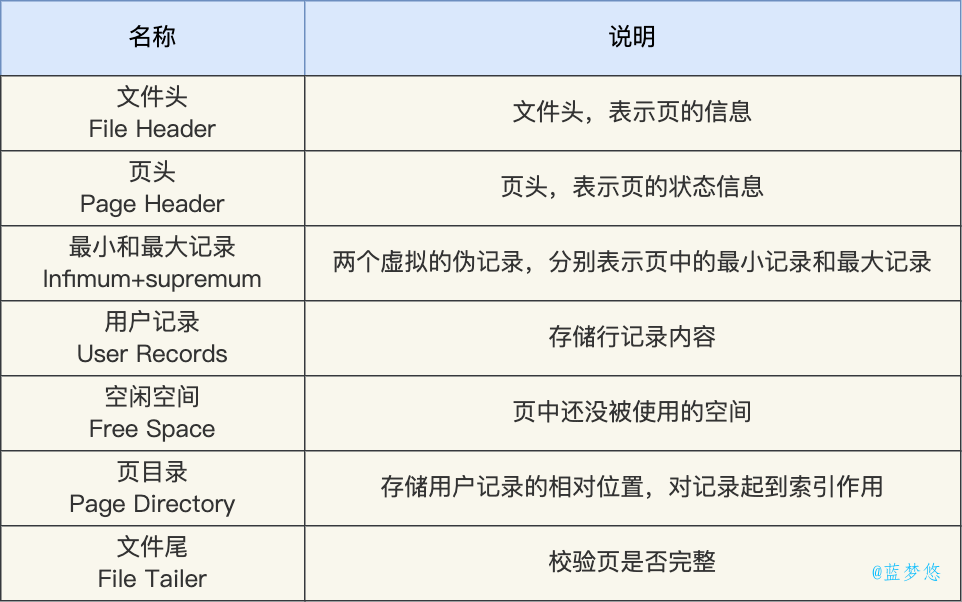 名称 说明
文件头
File Header
文件头，表示页的信息
页头
Page Header
页头，表示页的状态信息
最小和最大记录
Infimum+supremum
两个虚拟的伪记录，分别表示页中的最小记录和最大记录
用户记录
User Records
存储行记录内容
空闲空间
Free Space
页中还没被使用的空间
页目录
Page Directory
存储用户记录的相对位置，对记录起到索引作用
文件尾
File Tailer
校验页是否完整
@蓝梦悠